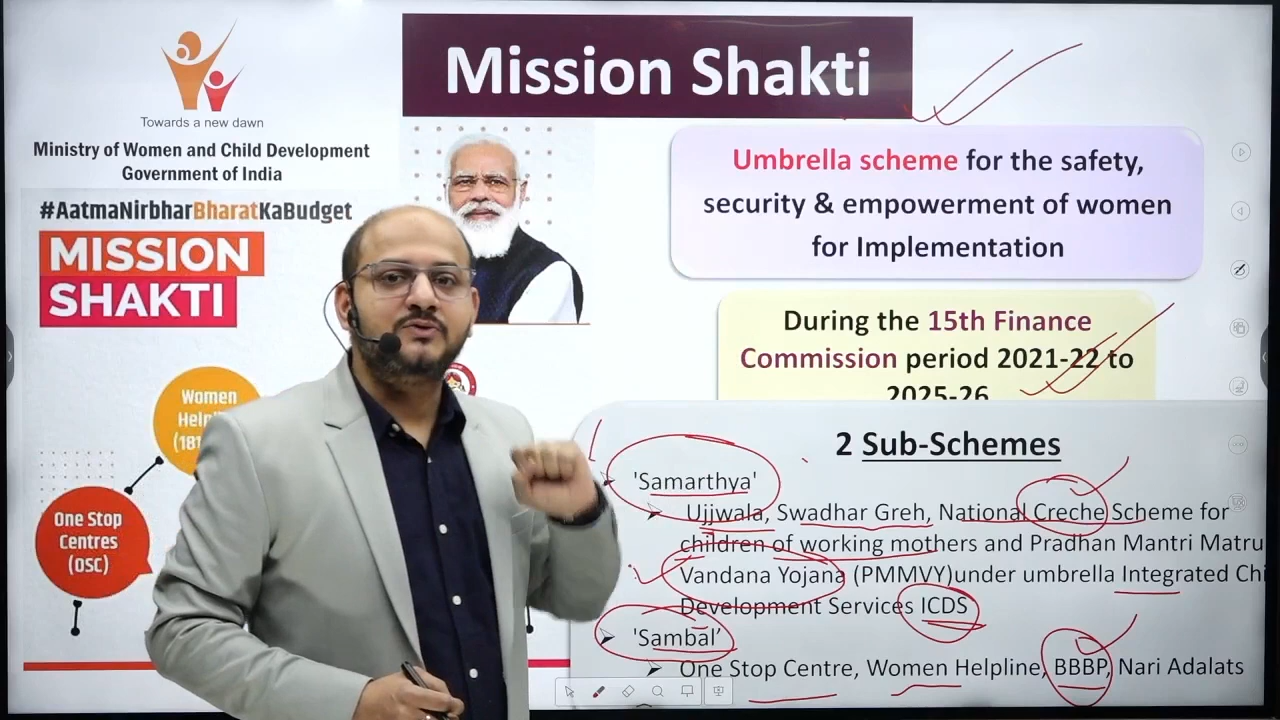 Mission Shakti
Towards a new dawn
Ministry of Women and Child Development
Government of India
#AatmaNirbharBharatKaBudget
MISSION
SHAKTI
Women
(181
One Stop
Centres
(OSC)
Umbrella scheme for the safety,
security & empowerment of women
for Implementation
During the 15th Finance
Commission period 2021-22 to
2025-26
2 Sub-Schemes
'Samarthya'
Ujjwala, Swadhar Greh, National Creche Scheme for
children of working mothers and Pradhan Mantri Matru
Vandana Yojana (PMMVY)under umbrella Integrated Chi
Development Services ICDS
'Sambal’
One Stop Centre, Women Helpline, BBBP, Nari Adalats